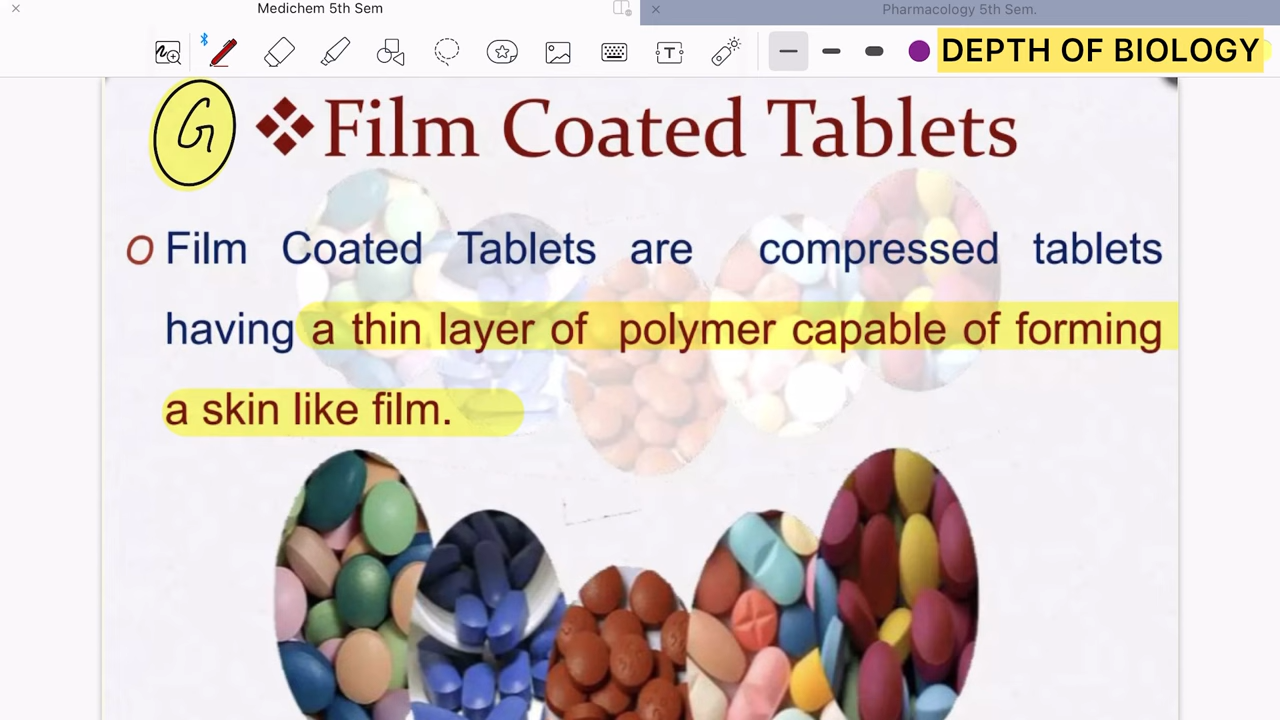 Medichem 5th Sem
Pharmacology 5th Sem.
T
DEPTH OF BIOLOGY
G
❖Film Coated Tablets
O Film Coated Tablets are compressed tablets
having a thin layer of polymer capable of forming
a skin like film.